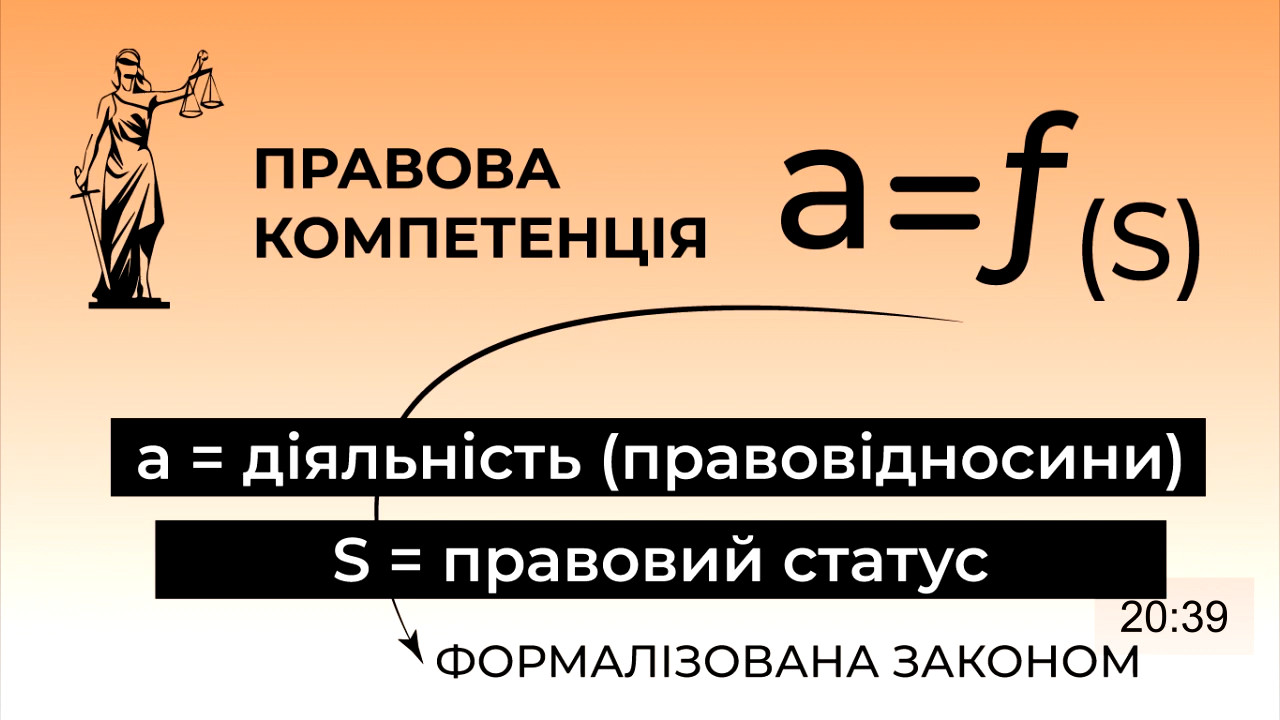 ПРАВОВА
КОМПЕТЕНЦІЯ
a=f(S)
a = діяльність (правовідносини)
S = правовий статус
20:39
ФОРМАЛІЗОВАНА ЗАКОНОМ